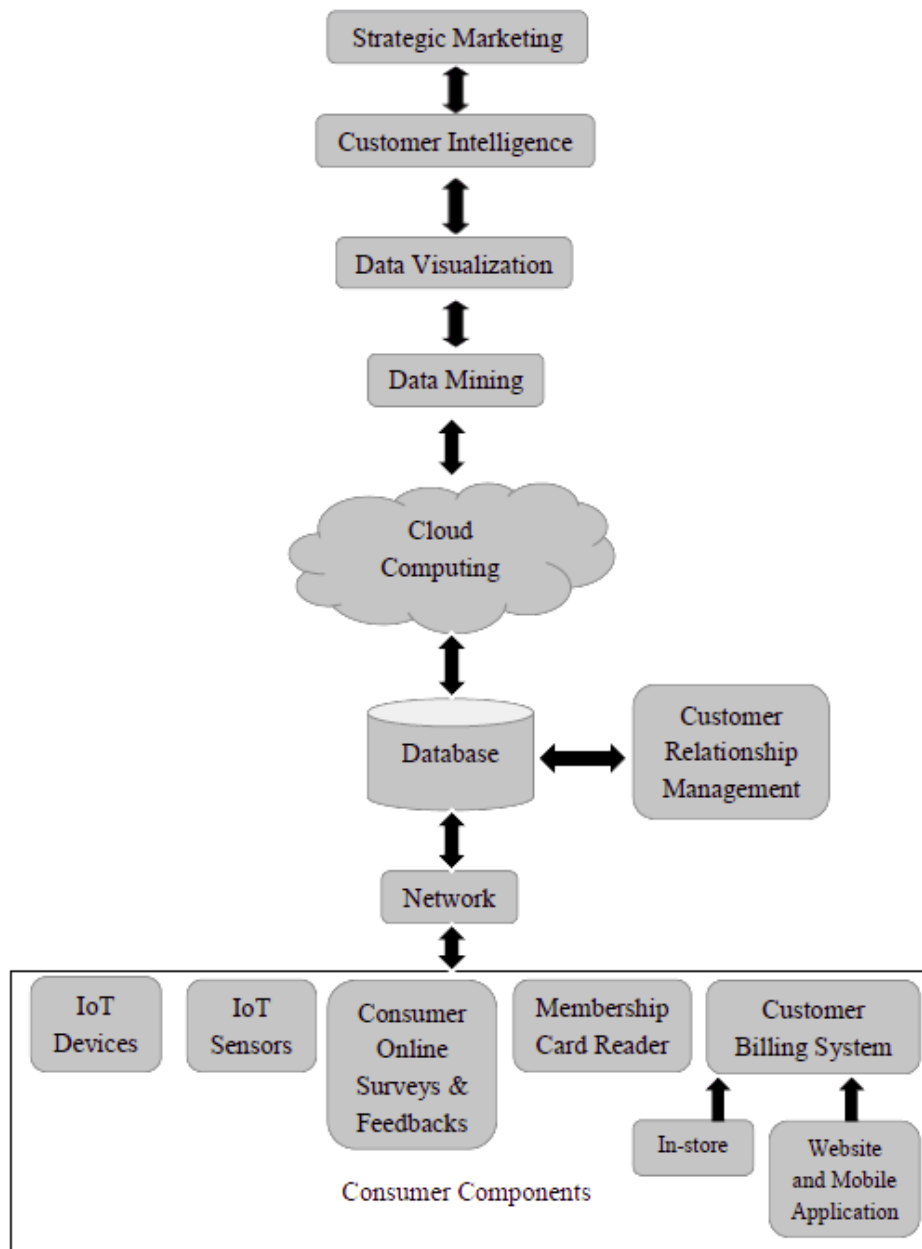 Strategic Marketing
Customer Intelligence
Data Visualization
Data Mining
Cloud
Computing
Database
Customer
Relationship
Management
Network
IoT
Devices
IoT
Sensors
Consumer
Online
Surveys &
Feedbacks
Membership
Card Reader
Customer
Billing System
In-store
Website
and Mobile
Application
Consumer Components